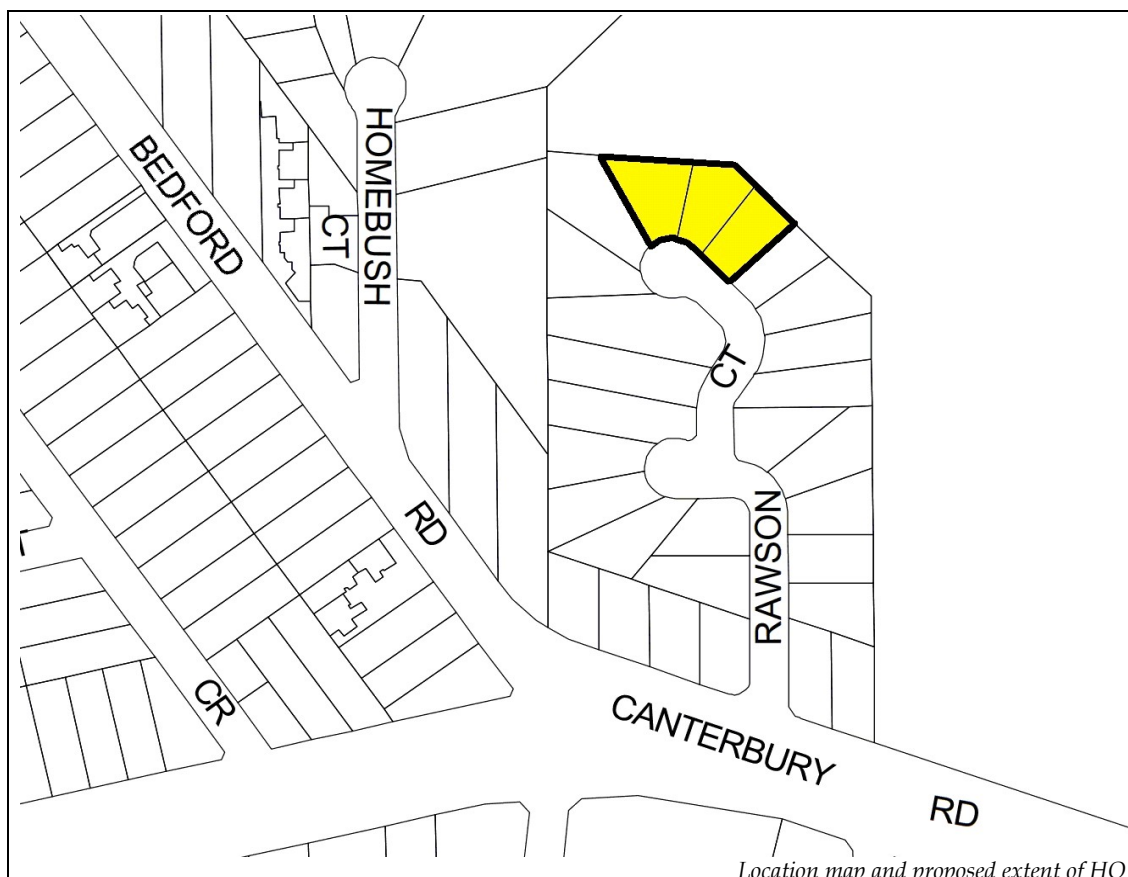 HOMEBUSH
CT
BEDFORD
RD
CT
RAWSON
CR
CANTERBURY
RD
Location map and proposed extent of HO